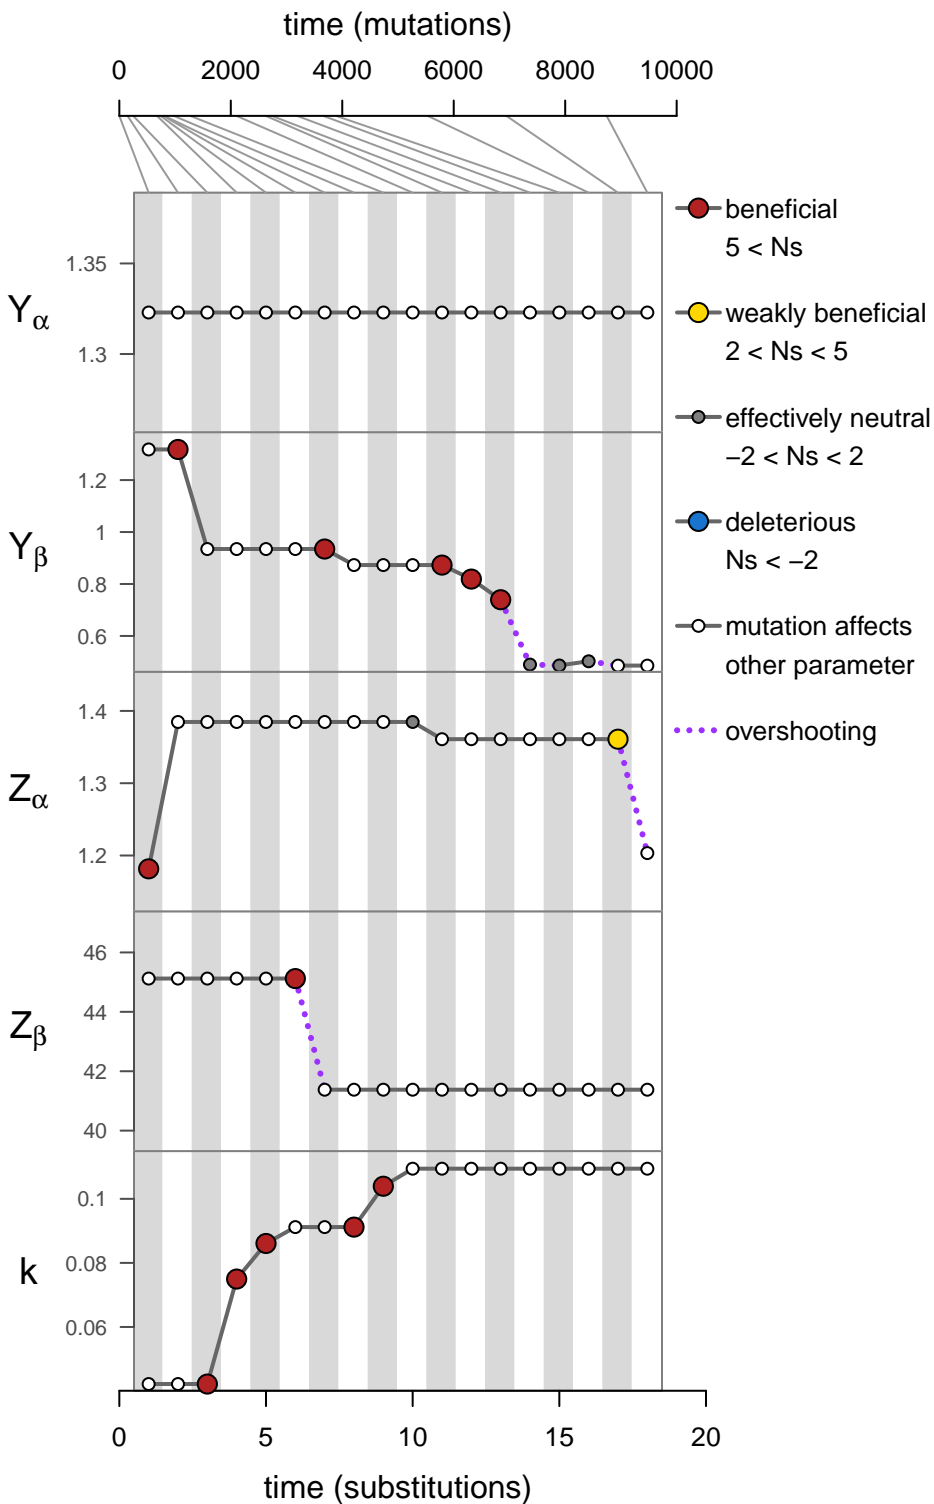 time (mutations)
0 2000 4000 6000 8000 10000
beneficial
5 < Ns
weakly beneficial
2 < Ns < 5
effectively neutral
−2 < Ns < 2
deleterious
Ns < −2
mutation affects
other parameter
overshooting
Yα
1.35
1.3
Yβ
1.2
1
0.8
0.6
Zα
1.4
1.3
1.2
Zβ
46
44
42
40
k
0.1
0.08
0.06
0 5 10 15 20
time (substitutions)